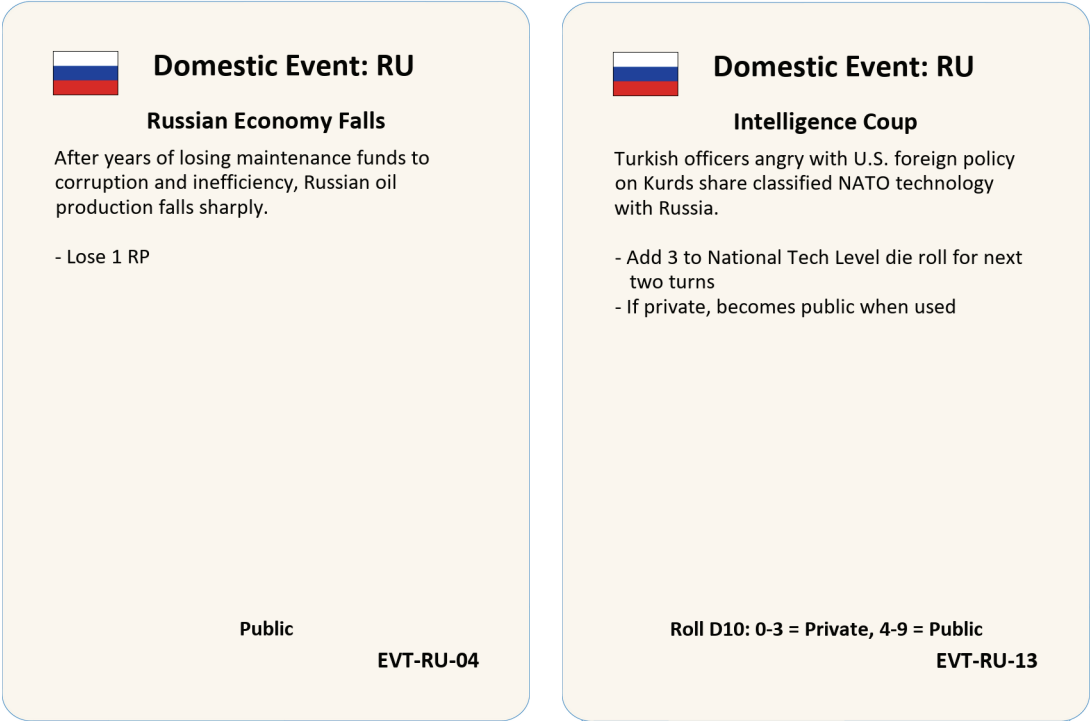 Domestic Event: RU
Russian Economy Falls
After years of losing maintenance funds to
corruption and inefficiency, Russian oil
production falls sharply.
- Lose 1 RP
Public
EVT-RU-04
Domestic Event: RU
Intelligence Coup
Turkish officers angry with U.S. foreign policy
on Kurds share classified NATO technology
with Russia.
- Add 3 to National Tech Level die roll for next
two turns
- If private, becomes public when used
Roll D10: 0-3 = Private, 4-9 = Public
EVT-RU-13